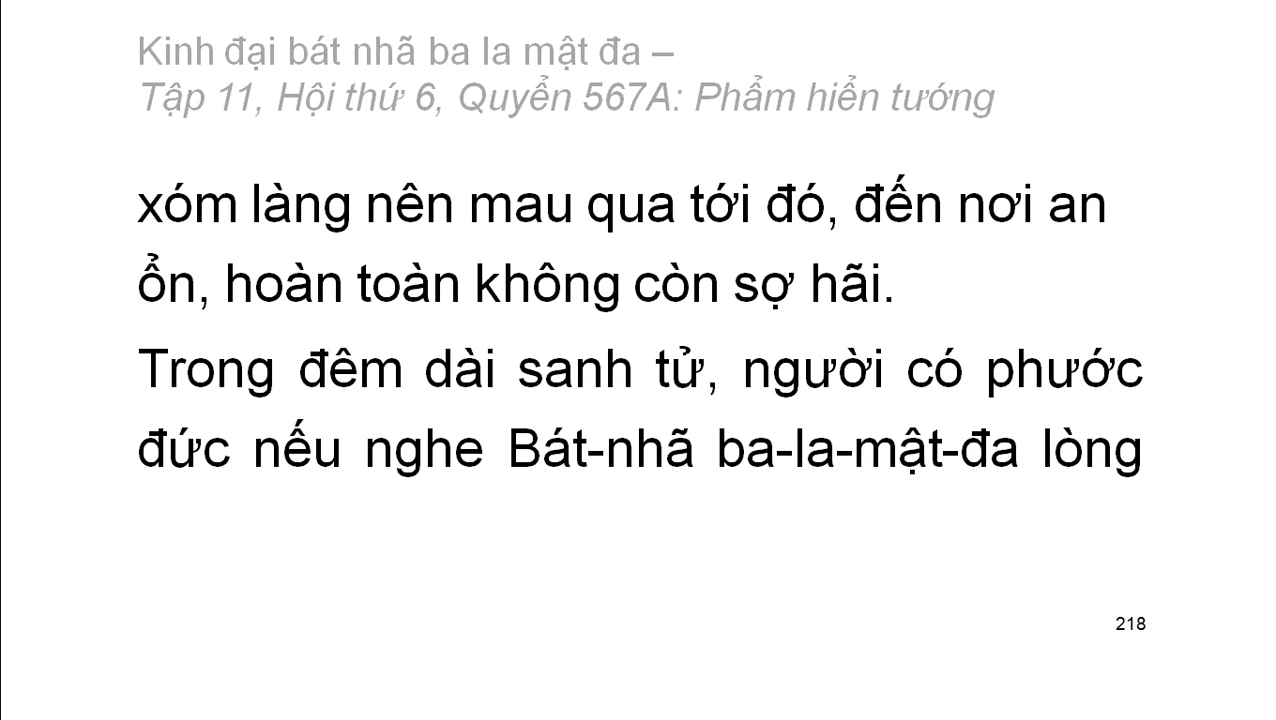 Kinh đại bát nhã ba la mật đa –
Tập 11, Hội thứ 6, Quyển 567A: Phẩm hiển tướng
xóm làng nên mau qua tới đó, đến nơi an
ổn, hoàn toàn không còn sợ hãi.
Trong đêm dài sanh tử, người có phước
đức nếu nghe Bát-nhã ba-la-mật-đa lòng
218